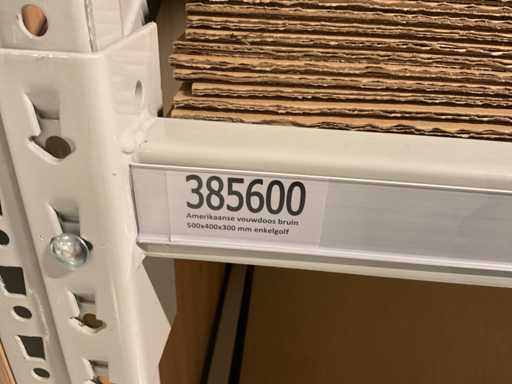 385600
Amerikaanse vouwdoos bruin
500x400x300 mm enkelgolf